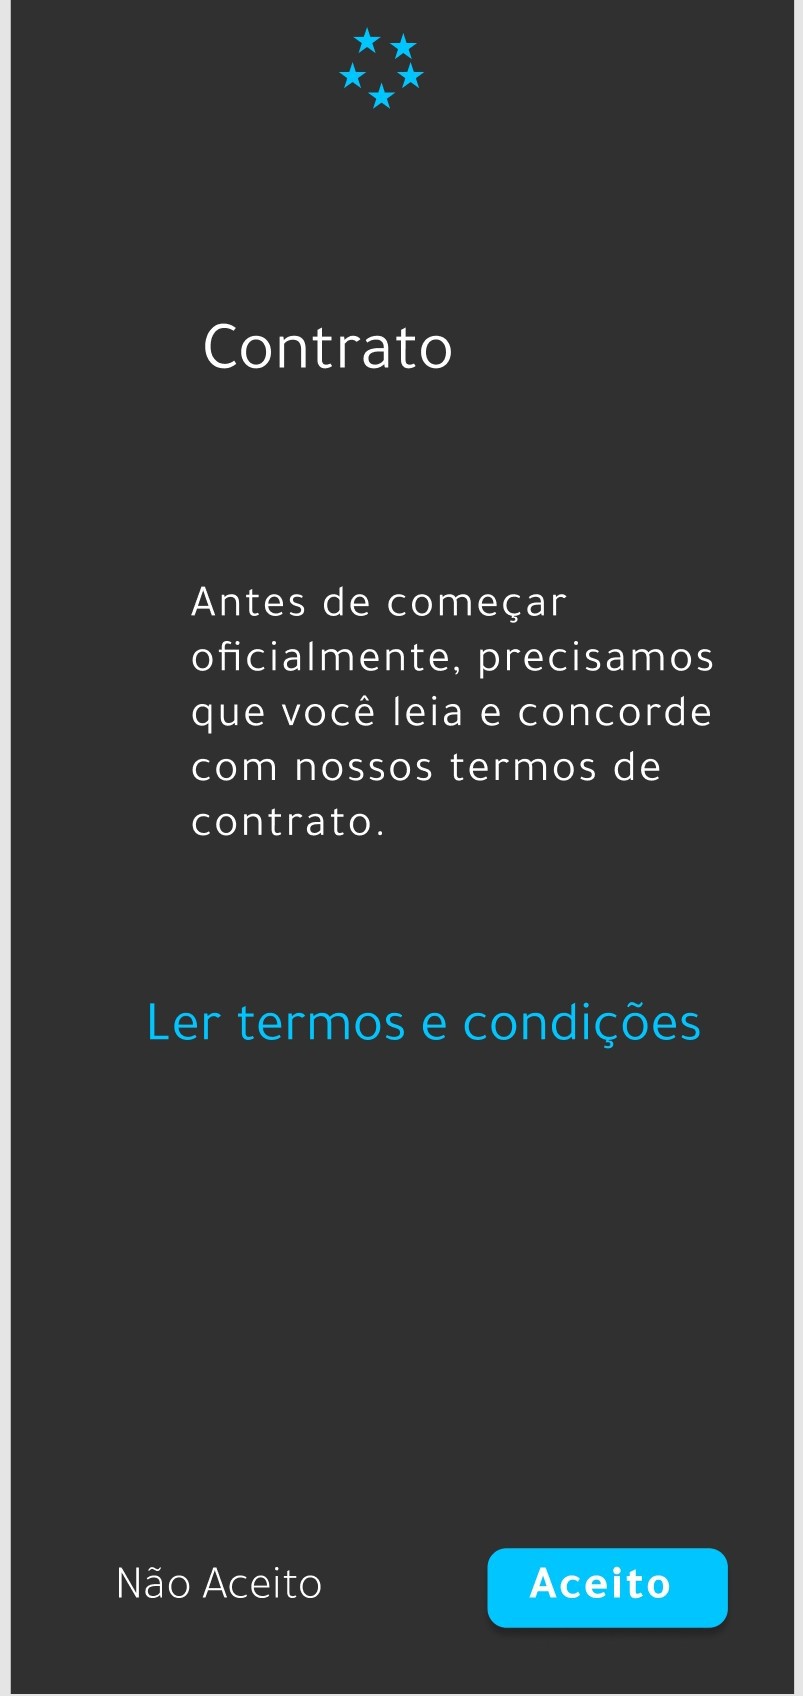 Contrato
Antes de começar
oficialmente, precisamos
que você leia e concorde
com nossos termos de
contrato.
Ler termos e condições
Não Aceito
Aceito